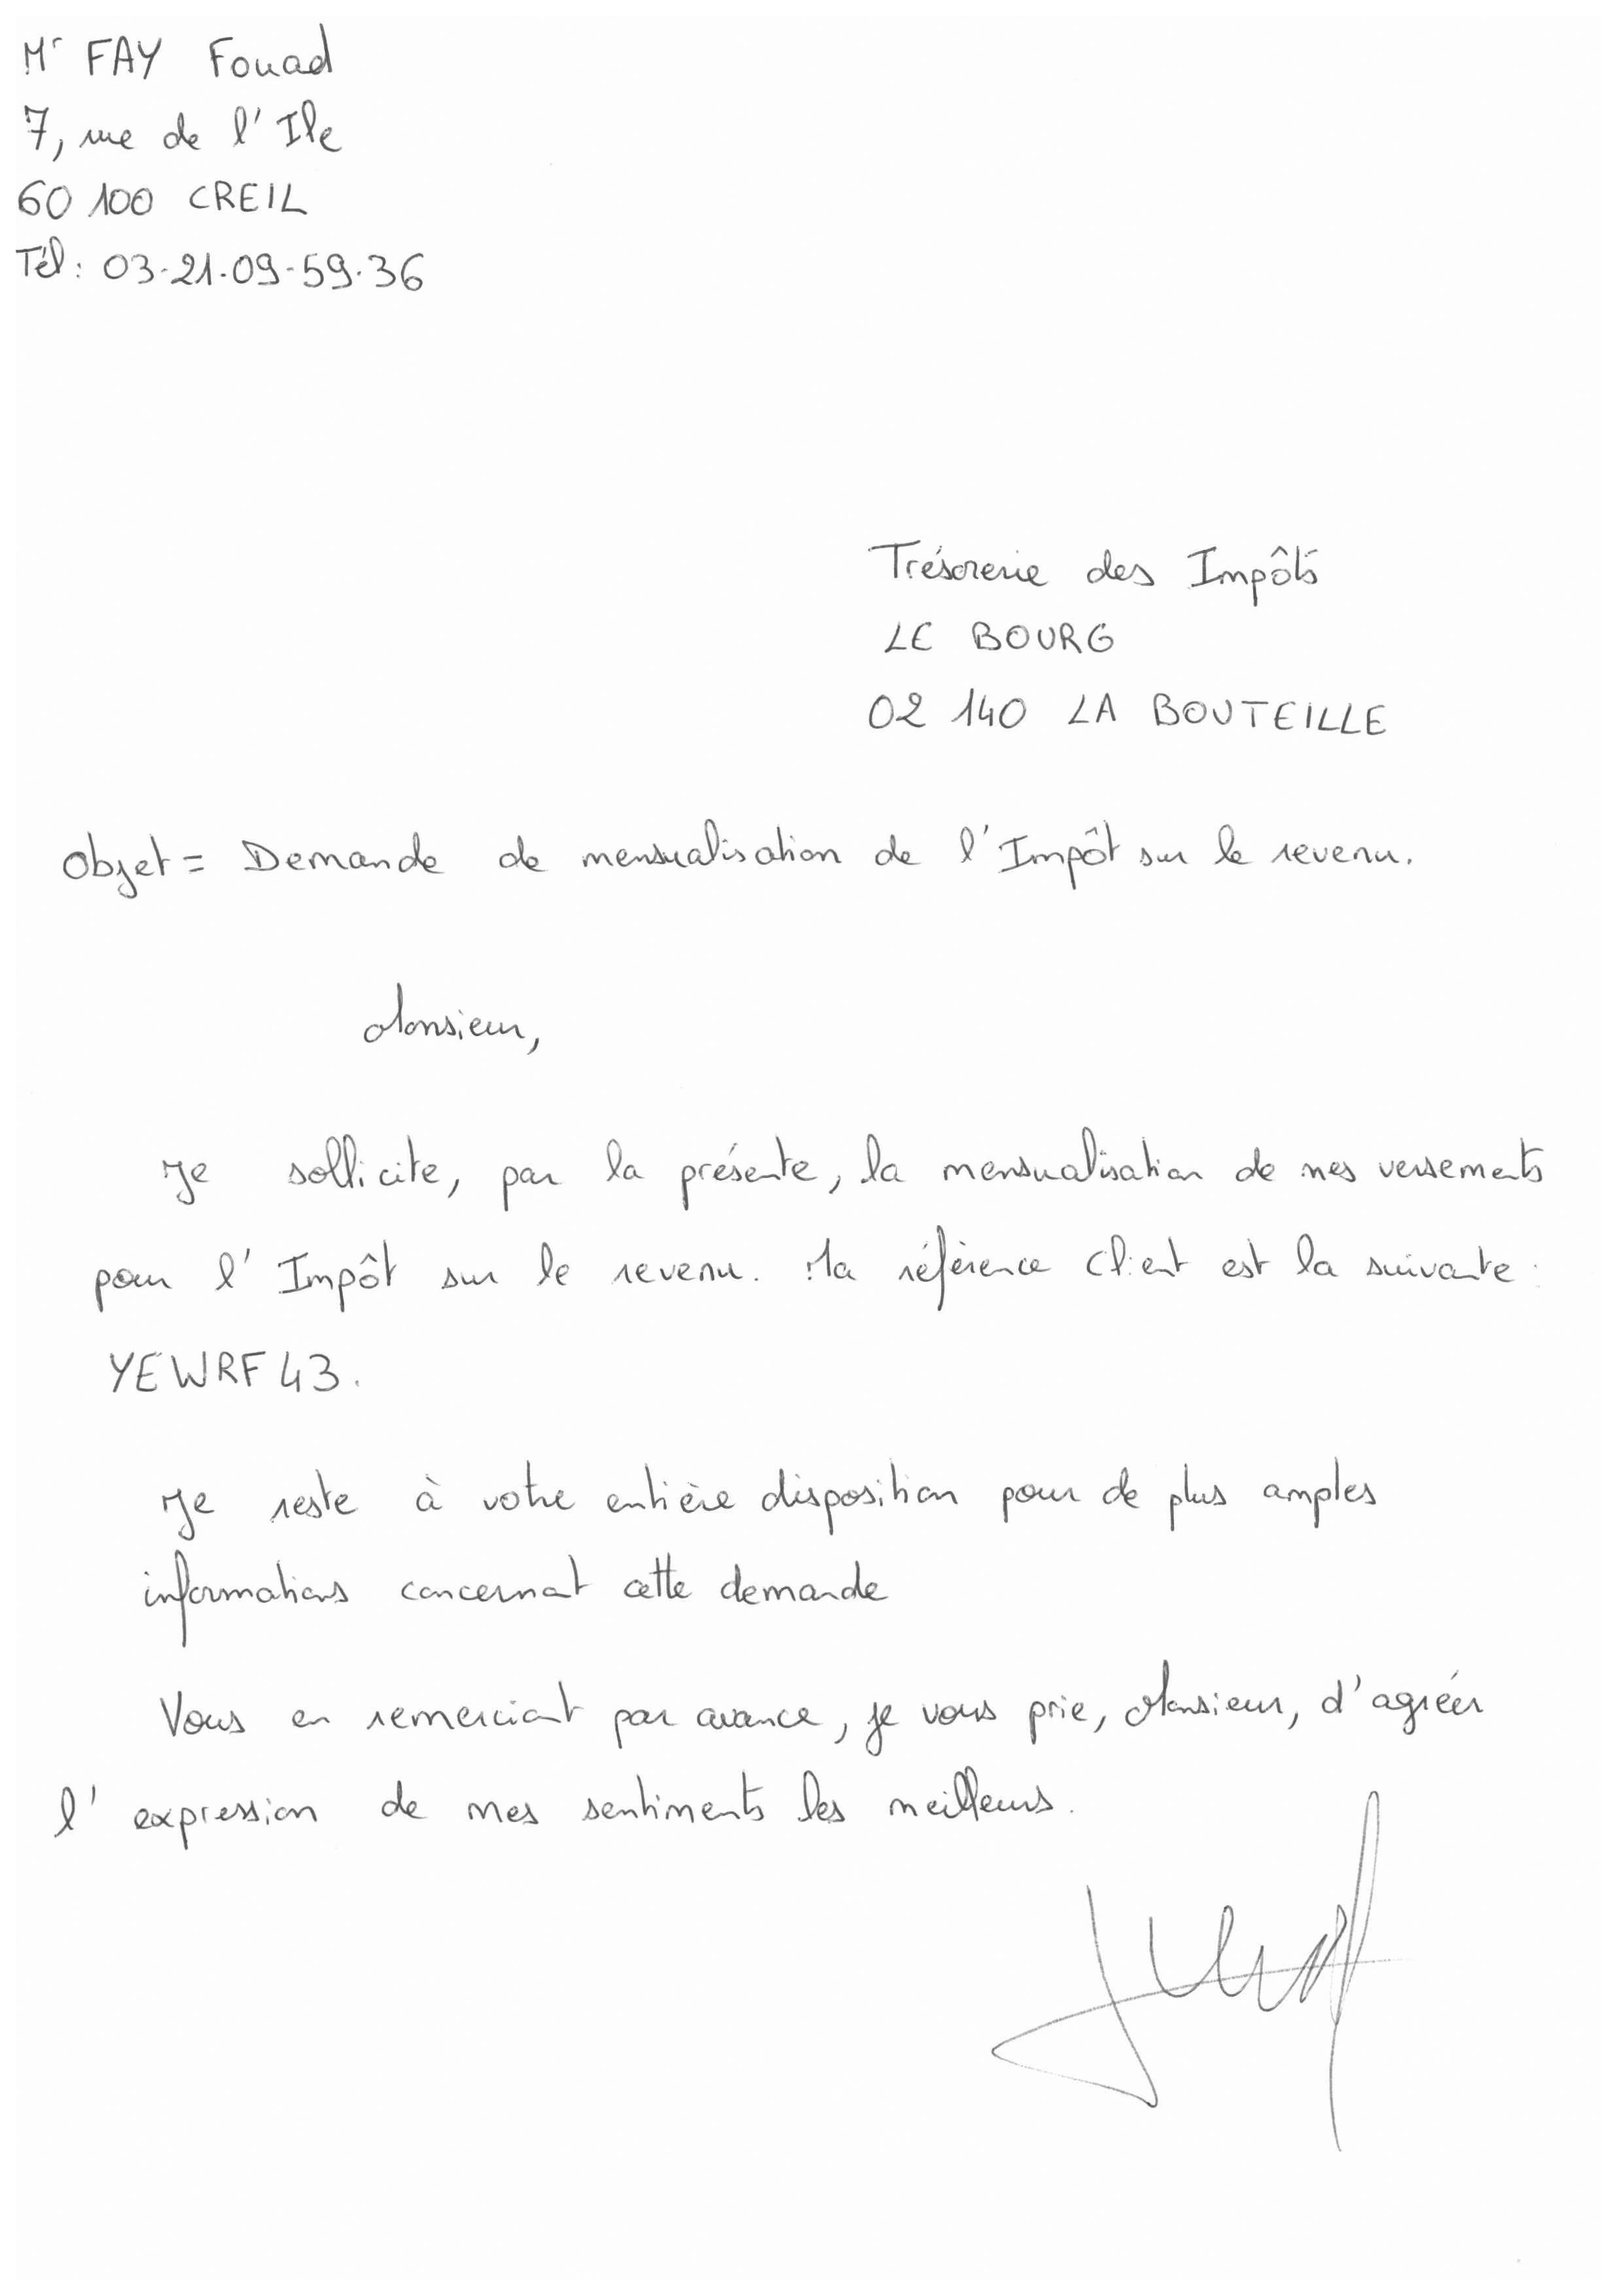 Mr FAY Fouad
7, rue de l'Ile
60 100 CREIL
Tél : 03.21.09.59.36
Trésorerie des Impôts
LE BOURG
02 140 LA BOUTEILLE
Objet = Demande de mensualisation de l'Impôt sur le revenu.
Monsieur,
Je sollicite, par la présente, la mensualisation de mes versements
pour l'Impôt sur le revenu. Ma référence client est la suivante :
YEWRF43.
Je reste à votre entière disposition pour de plus amples
informations concernant cette demande
Vous en remerciant par avance, je vous prie, Monsieur, d'agréer
l'expression de mes sentiments les meilleurs.